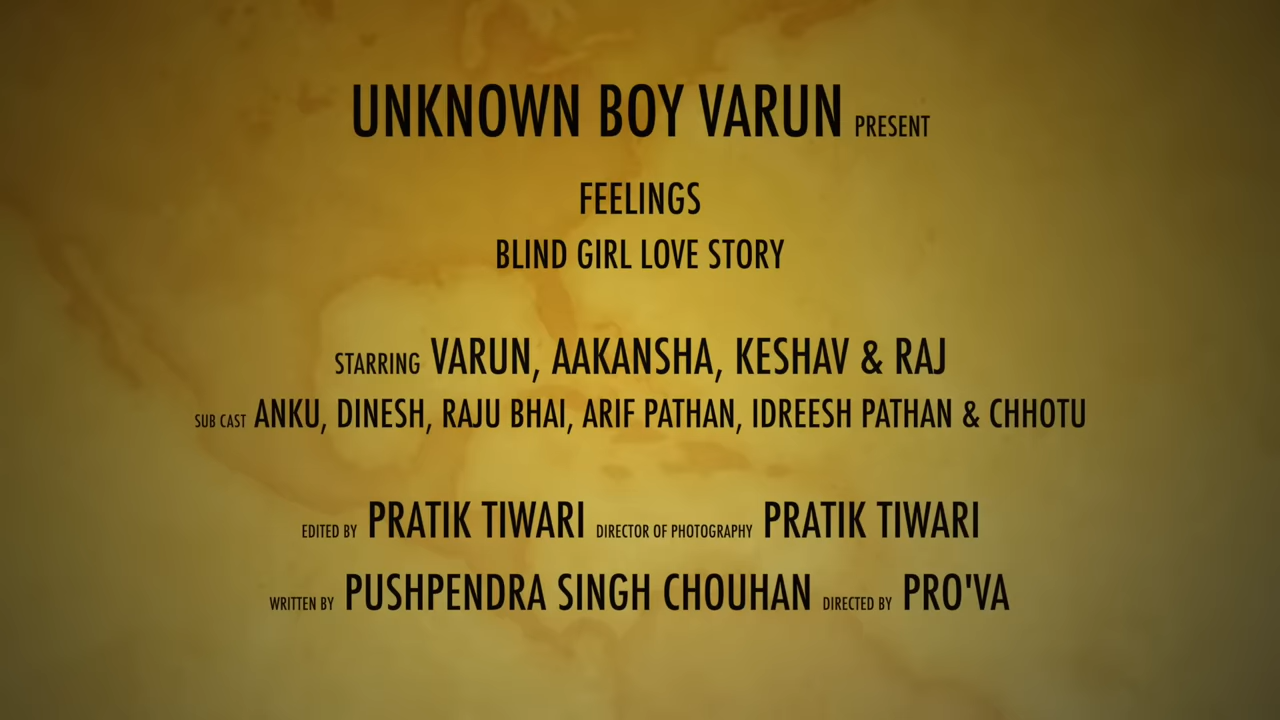 UNKNOWN BOY VARUN PRESENT
FEELINGS
BLIND GIRL LOVE STORY
STARRING VARUN, AAKANSHA, KESHAV & RAJ
SUB CAST ANKU, DINESH, RAJU BHAI, ARIF PATHAN, IDREESH PATHAN & CHHOTU
EDITED BY PRATIK TIWARI DIRECTOR OF PHOTOGRAPHY PRATIK TIWARI
WRITTEN BY PUSHPENDRA SINGH CHOUHAN DIRECTED BY PRO'VA